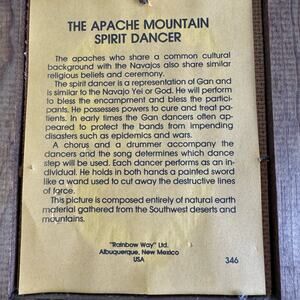 THE APACHE MOUNTAIN
SPIRIT DANCER
The apaches who share a common cultural
background with the Navajos also share similar
religious beliefs and ceremony.
The spirit dancer is a representation of Gan and
is similar to the Navajo Yei or God. He will perform
to bless the encampment and bless the partici-
pants. He possesses powers to cure and treat pa-
tients. In early times the Gan dancers often ap-
peared to protect the bands from impending
disasters such as epidemics and wars.
A chorus and a drummer accompany the
dancers and the song determines which dance
step will be used. Each dancer performs as an in-
dividual. He holds in both hands a painted sword
like a wand used to cut away the destructive lines
of force.
This picture is composed entirely of natural earth
material gathered from the Southwest deserts and
mountains.
"Rainbow Way" Ltd.
Albuquerque, New Mexico
USA
346